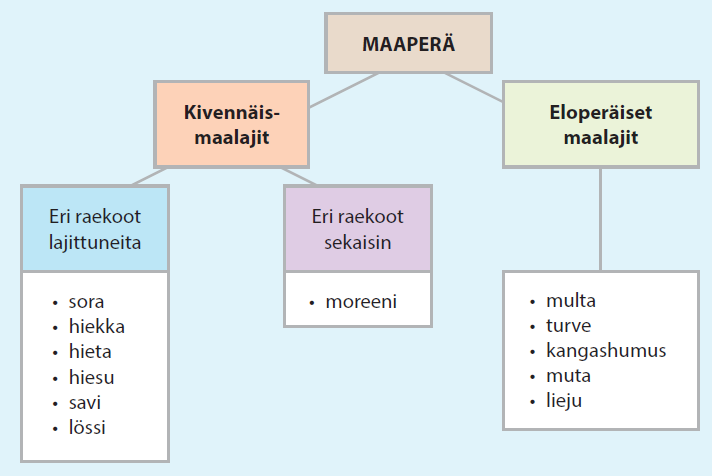 MAAPERÄ
Kivennäis-
maalajit
Eloperäiset
maalajit
Eri raekoot
lajittuneita
Eri raekoot
sekaisin
• sora
• hiekka
• hieta
• hiesu
• savi
• lössi
• moreeni
• multa
• turve
• kangashumus
• muta
• lieju